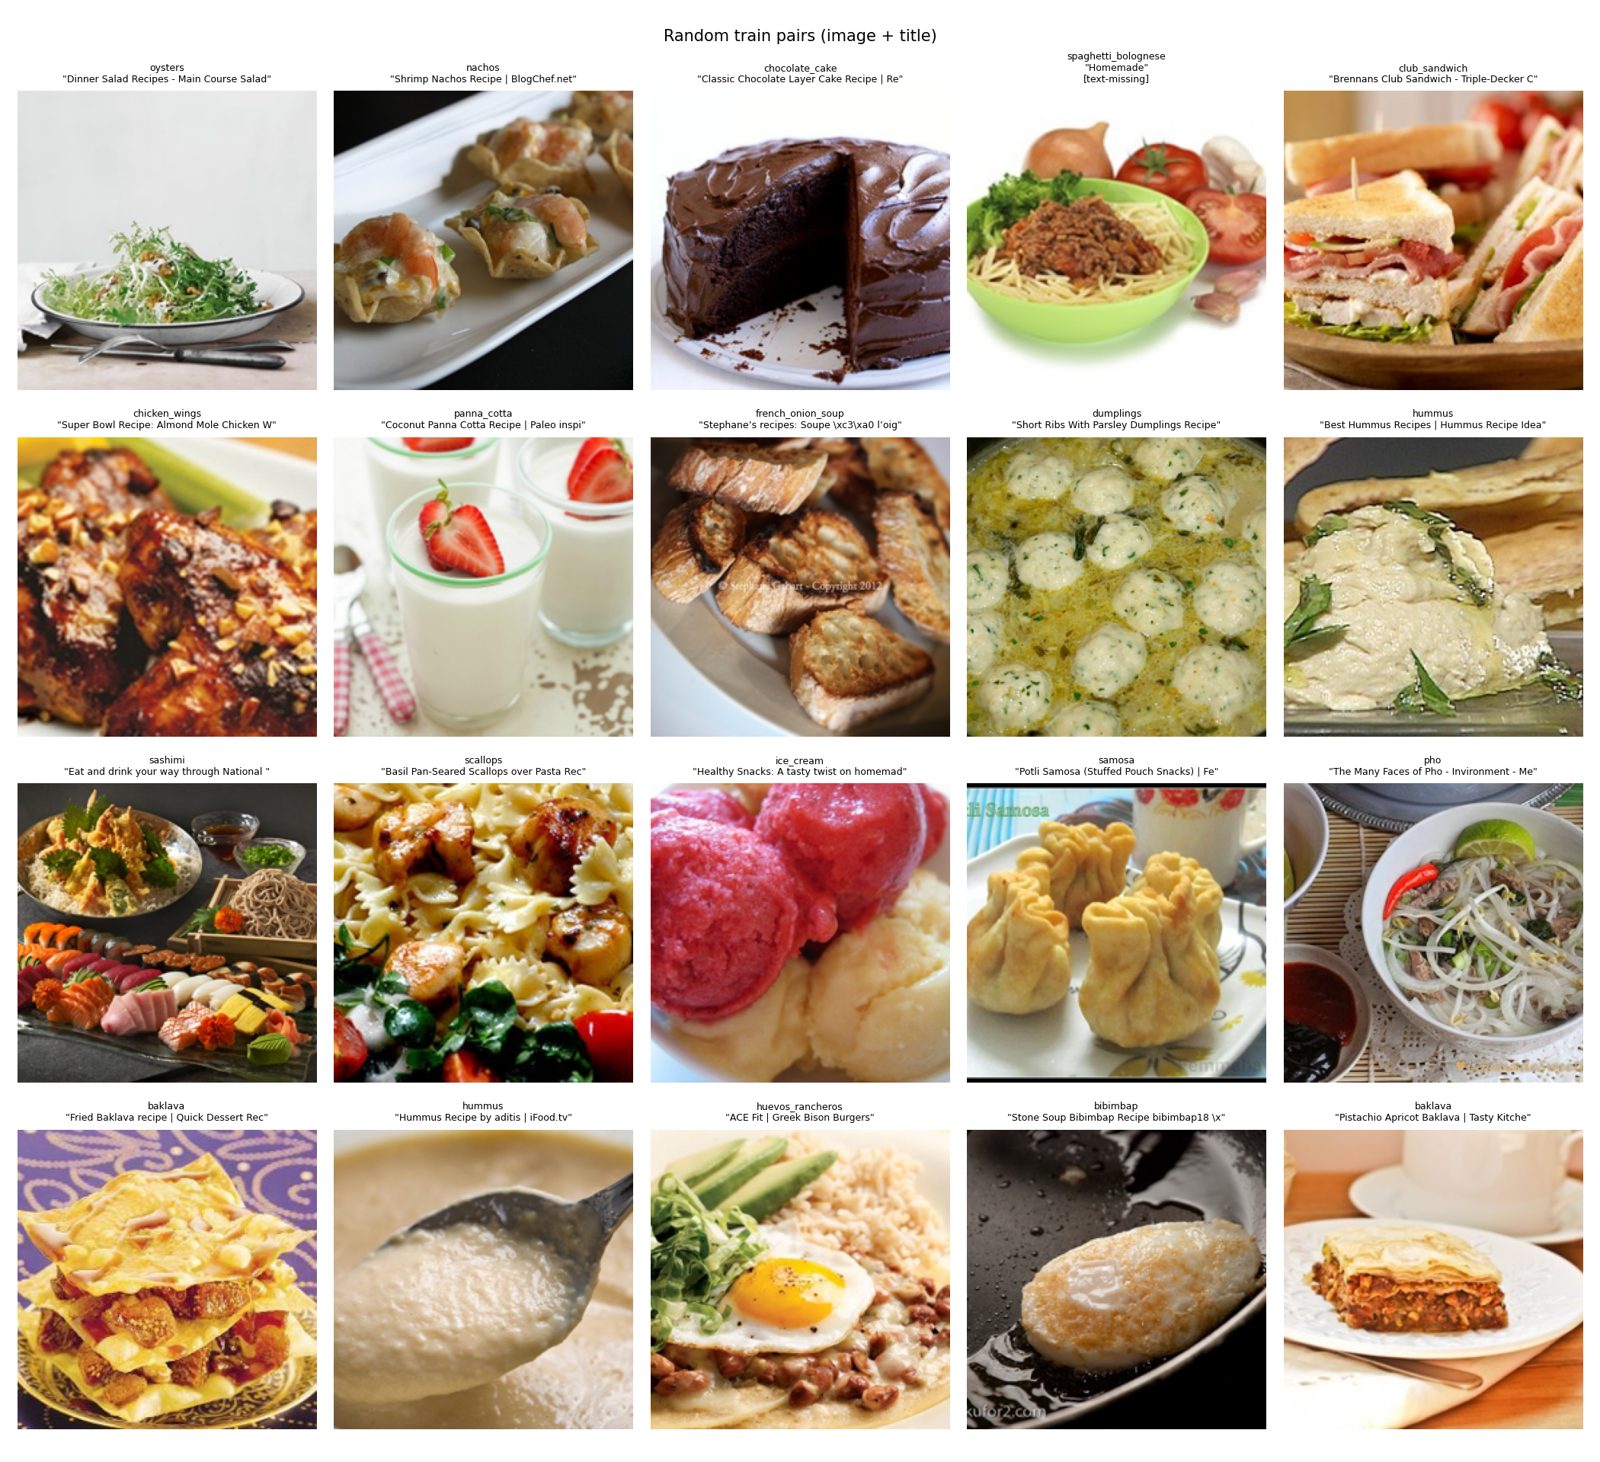 Random train pairs (image + title)
oysters
"Dinner Salad Recipes - Main Course Salad"
nachos
"Shrimp Nachos Recipe | BlogChef.net"
chocolate_cake
"Classic Chocolate Layer Cake Recipe | Re"
spaghetti_bolognese
"Homemade"
[text-missing]
club_sandwich
"Brennans Club Sandwich - Triple-Decker C"
chicken_wings
"Super Bowl Recipe: Almond Mole Chicken W"
panna_cotta
"Coconut Panna Cotta Recipe | Paleo inspi"
french_onion_soup
"Stephane's recipes: Soupe \xc3\xa0 l'oig"
© Stephane Gabart - Copyright 2012
dumplings
"Short Ribs With Parsley Dumplings Recipe"
hummus
"Best Hummus Recipes | Hummus Recipe Idea"
sashimi
"Eat and drink your way through National "
scallops
"Basil Pan-Seared Scallops over Pasta Rec"
ice_cream
"Healthy Snacks: A tasty twist on homemad"
samosa
"Potli Samosa (Stuffed Pouch Snacks) | Fe"
li Samosa
pho
"The Many Faces of Pho - Invironment - Me"
baklava
"Fried Baklava recipe | Quick Dessert Rec"
hummus
"Hummus Recipe by aditis | iFood.tv"
huevos_rancheros
"ACE Fit | Greek Bison Burgers"
bibimbap
"Stone Soup Bibimbap Recipe bibimbap18 \x"
kufor2.com
baklava
"Pistachio Apricot Baklava | Tasty Kitche"